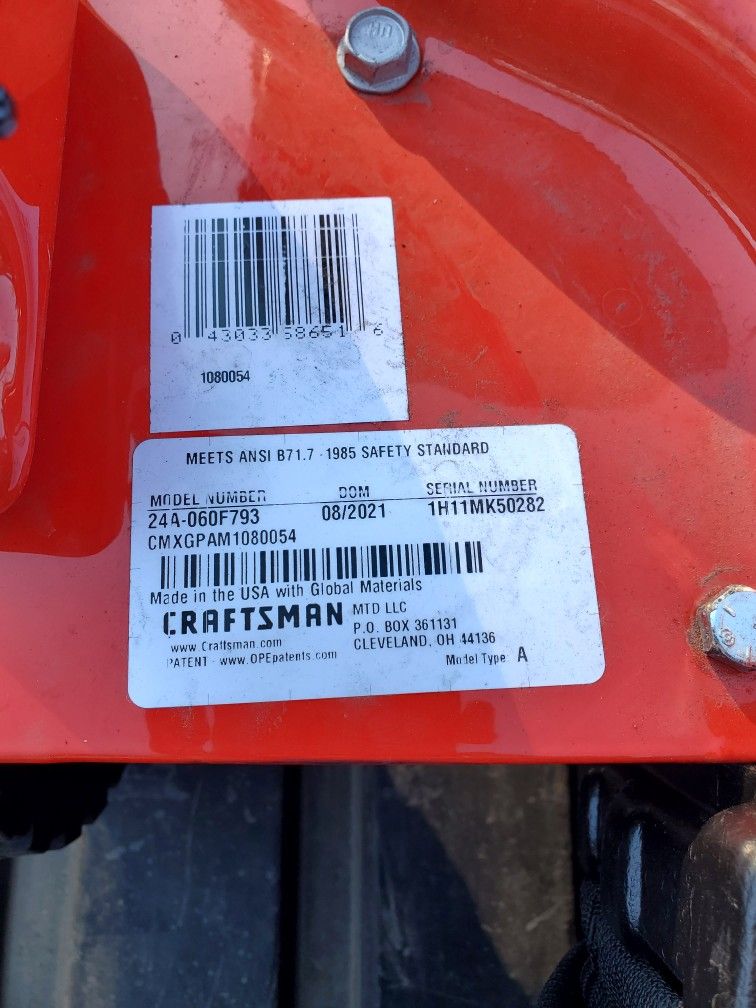 0 43033 58651 6
1080054
MEETS ANSI B71.7 - 1985 SAFETY STANDARD
MODEL NUMBER DOM SERIAL NUMBER
24A-060F793 08/2021 1H11MK50282
CMXGPAM1080054
Made in the USA with Global Materials
CRAFTSMAN MTD LLC
P.O. BOX 361131
www.Craftsman.com CLEVELAND, OH 44136
PATENT - www.OPEpatents.com Model Type: A